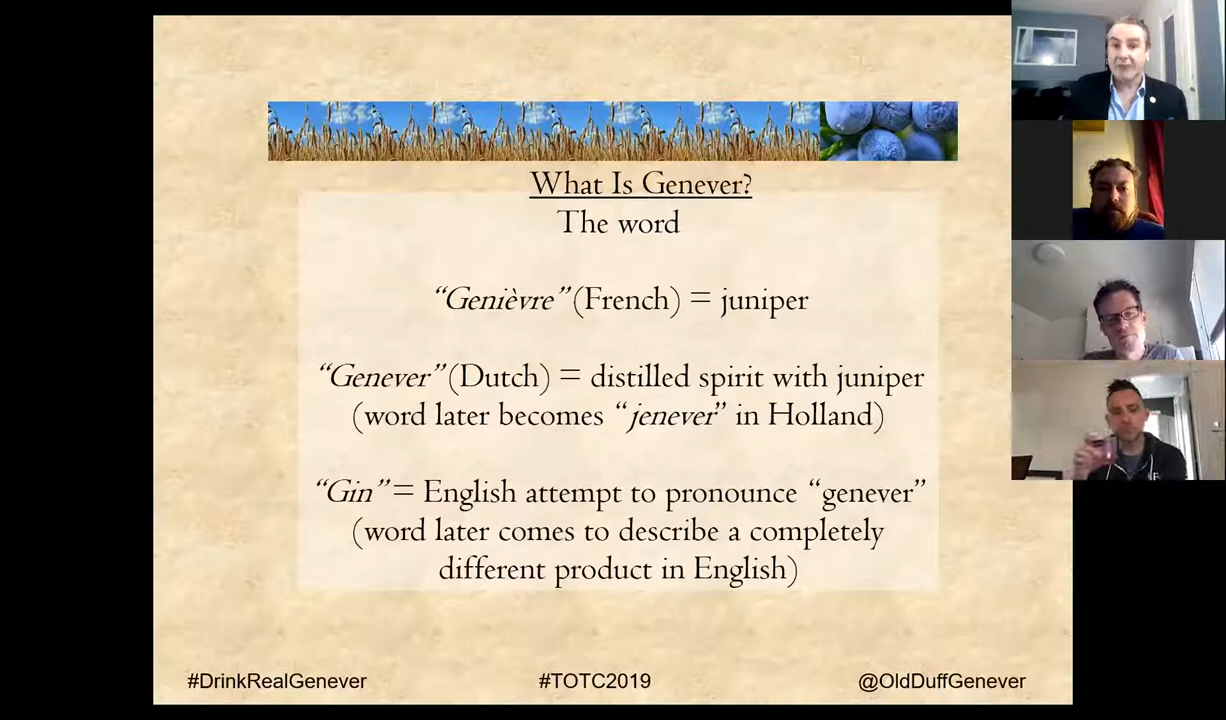 What Is Genever?
The word
“Genièvre” (French) = juniper
“Genever” (Dutch) = distilled spirit with juniper
(word later becomes “jenever” in Holland)
“Gin” = English attempt to pronounce “genever”
(word later comes to describe a completely
different product in English)
#DrinkRealGenever #TOTC2019 @OldDuffGenever